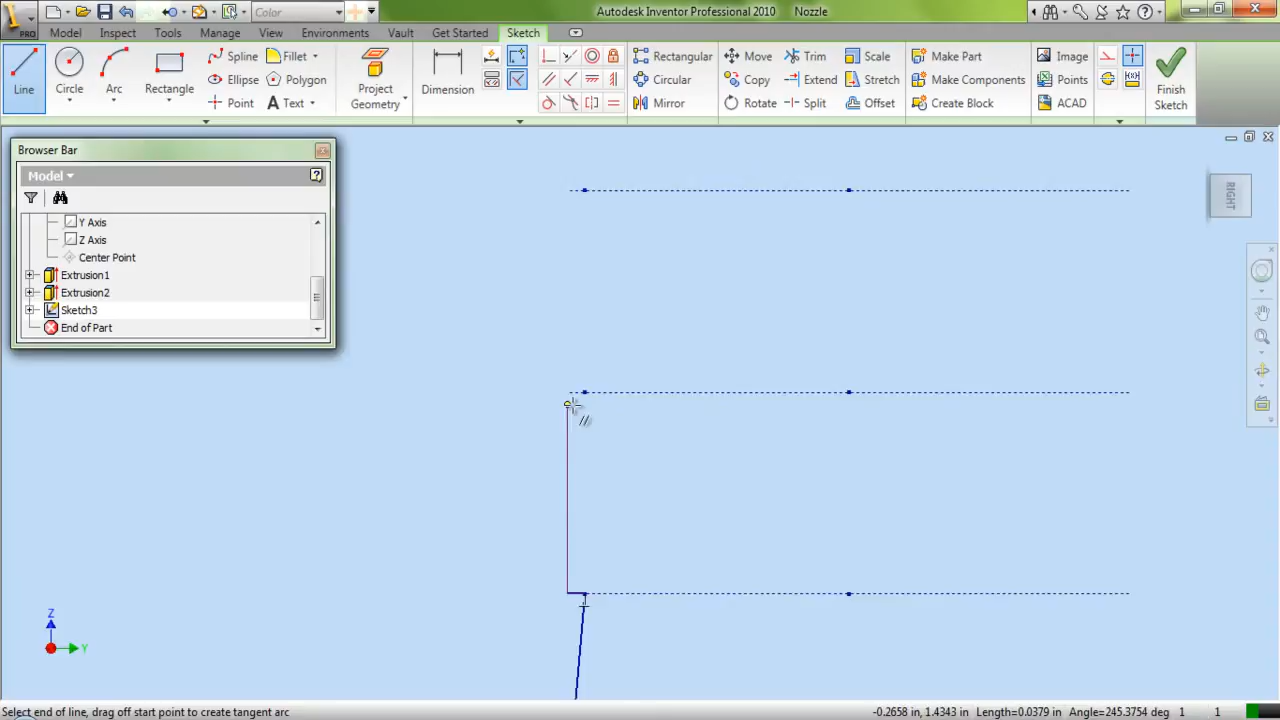 PRO
Color
Autodesk Inventor Professional 2010 Nozzle
Model Inspect Tools Manage View Environments Vault Get Started Sketch
Line
Circle
Arc
Rectangle
Spline Fillet
Ellipse Polygon
Point Text
Project
Geometry
Dimension
Rectangular
Circular
Mirror
Move Trim Scale
Copy Extend Stretch
Rotate Split Offset
Make Part
Make Components
Create Block
Image
Points
ACAD
Finish
Sketch
Browser Bar
Model
Y Axis
Z Axis
Center Point
Extrusion1
Extrusion2
Sketch3
End of Part
RIGHT
Z
Y
Select end of line, drag off start point to create tangent arc
-0.2658 in, 1.4343 in Length=0.0379 in Angle=245.3754 deg 1 1